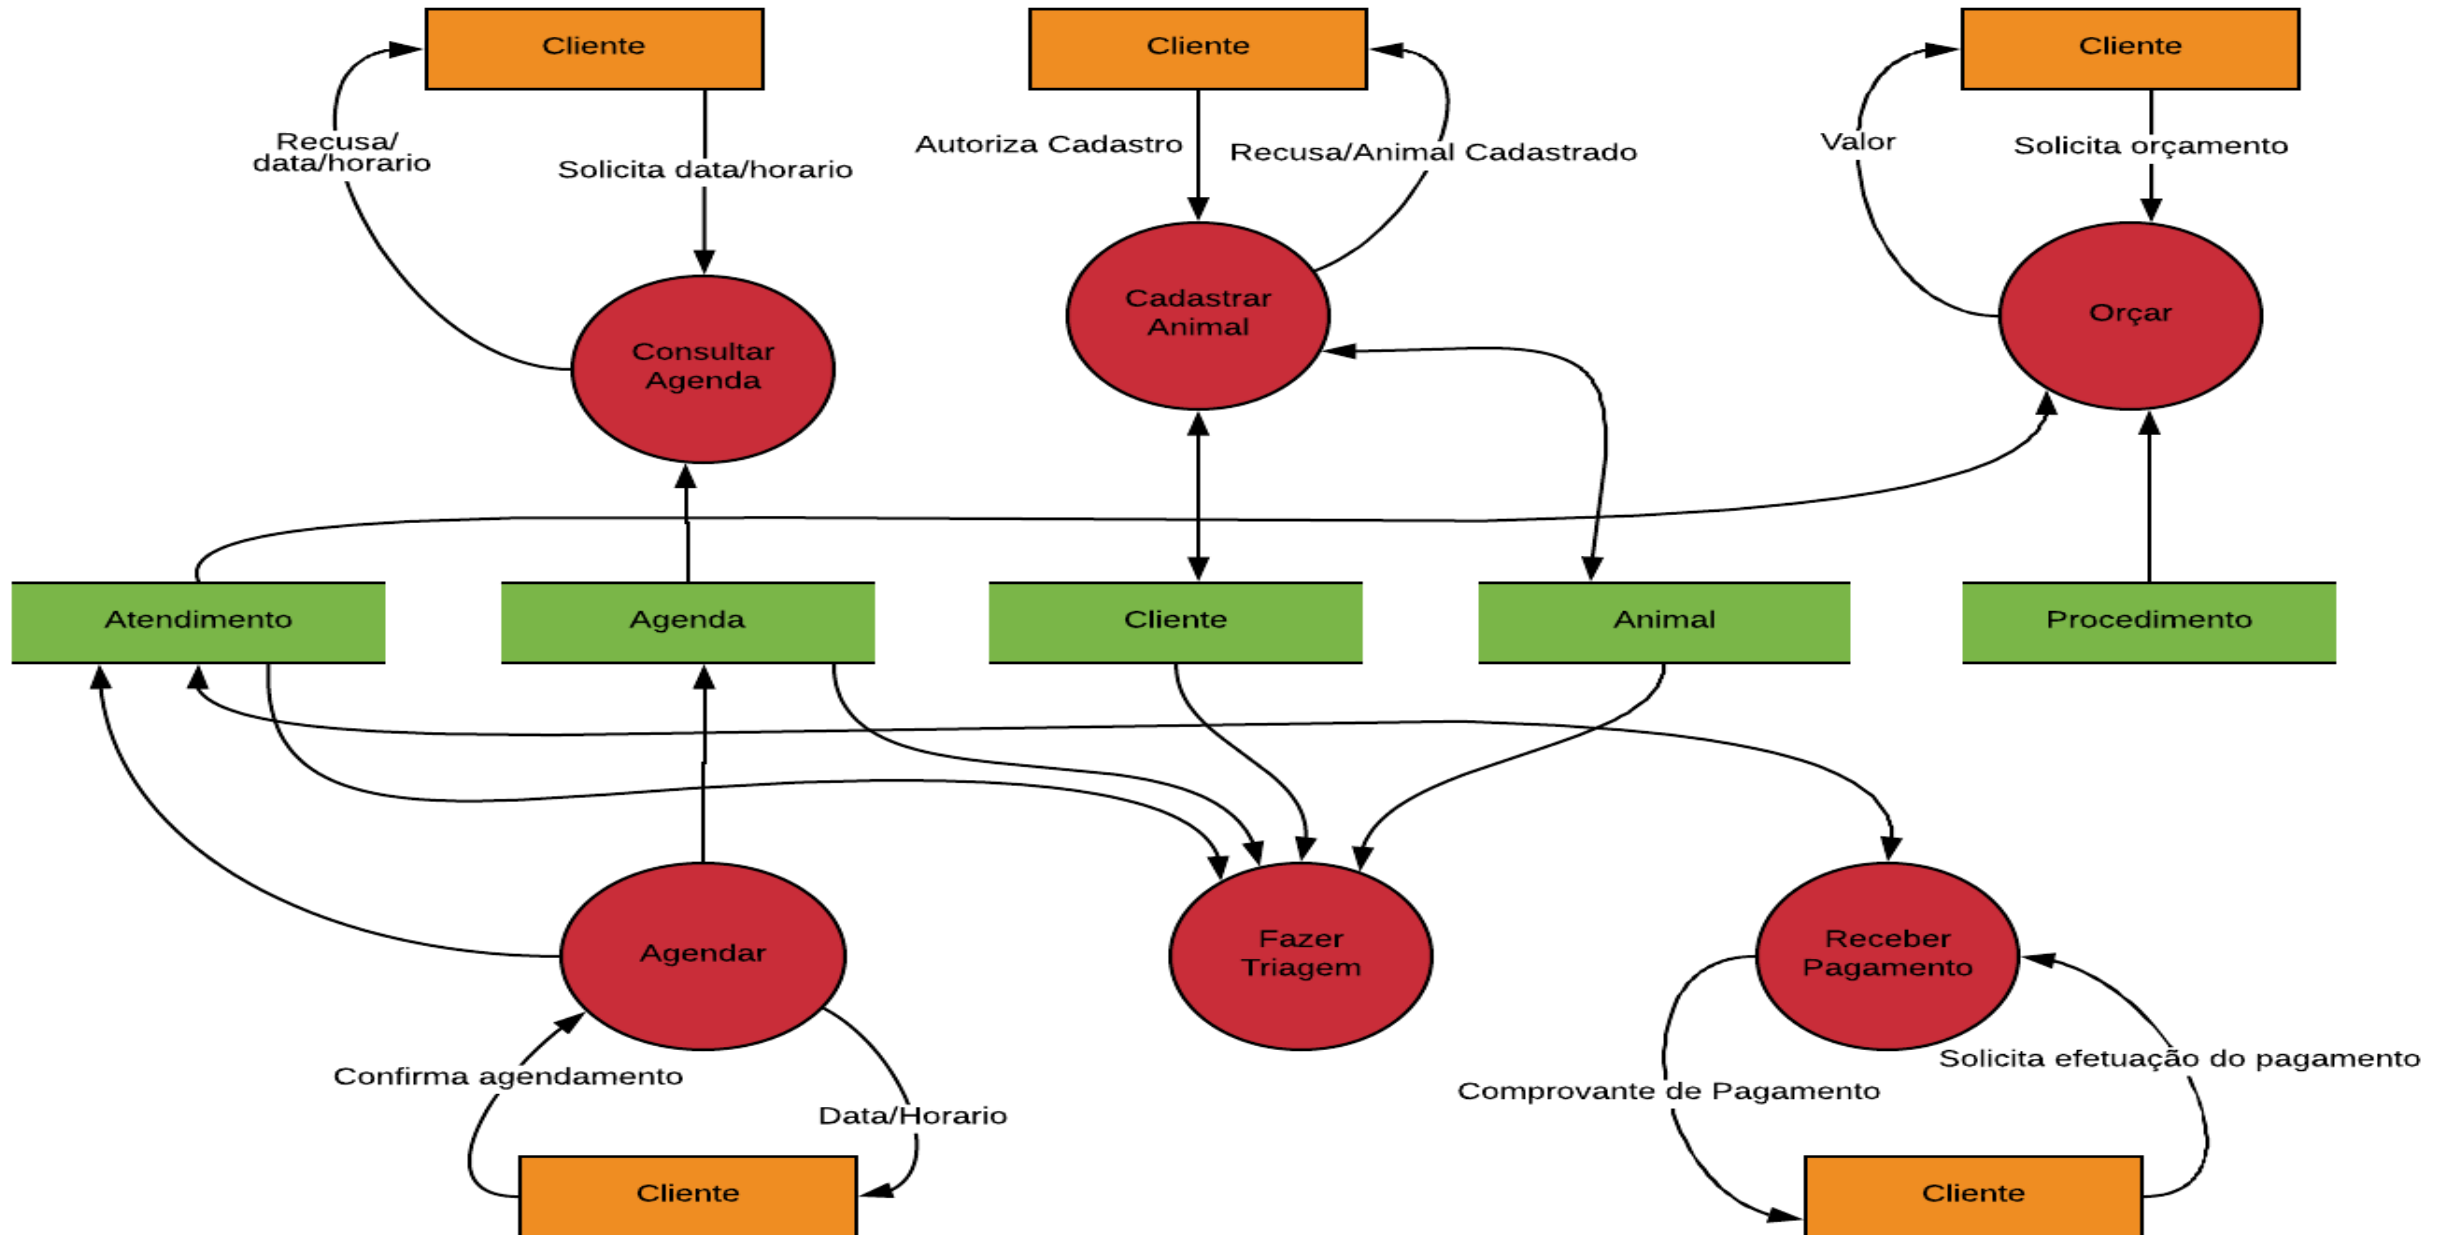 Cliente
Cliente
Cliente
Recusa/
data/horario
Solicita data/horario
Autoriza Cadastro
Recusa/Animal Cadastrado
Valor
Solicita orçamento
Consultar
Agenda
Cadastrar
Animal
Orçar
Atendimento
Agenda
Cliente
Animal
Procedimento
Agendar
Fazer
Triagem
Receber
Pagamento
Confirma agendamento
Data/Horario
Comprovante de Pagamento
Solicita efetuação do pagamento
Cliente
Cliente